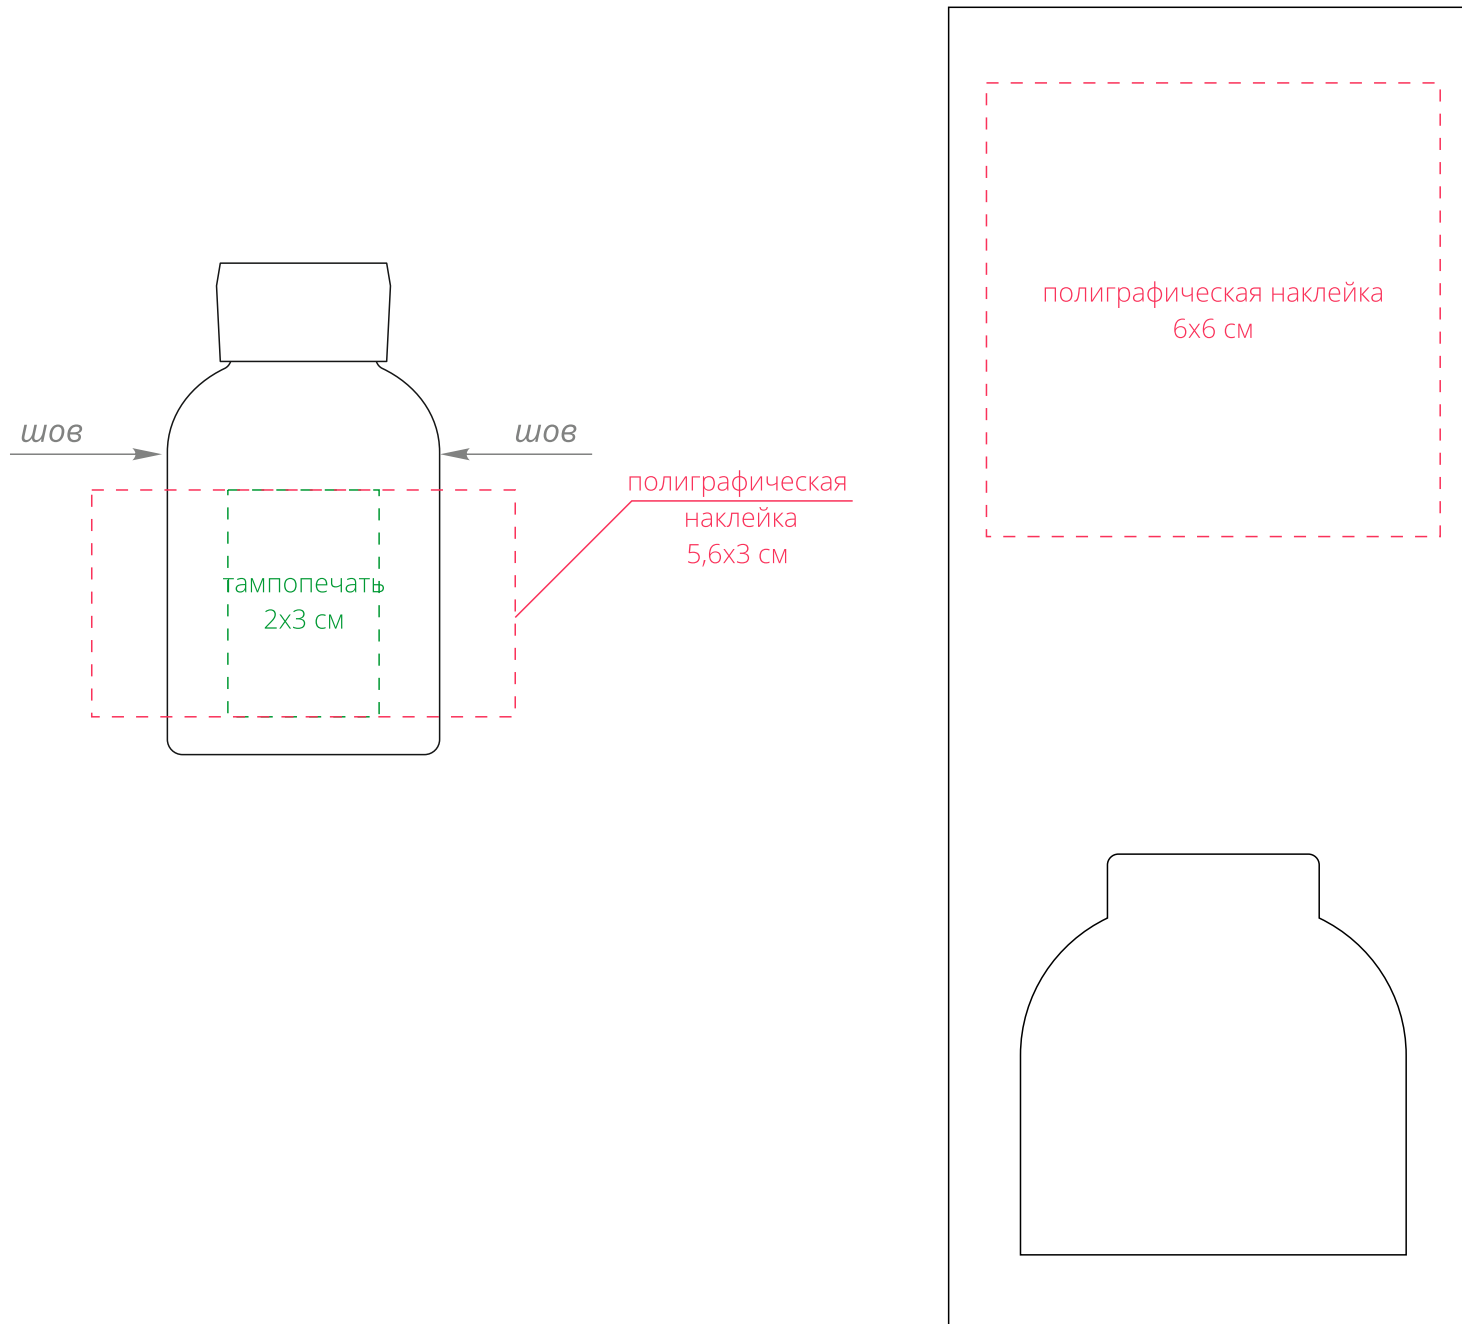 полиграфическая наклейка
6х6 см
шов
шов
полиграфическая
наклейка
5,6х3 см
тампопечать
2х3 см